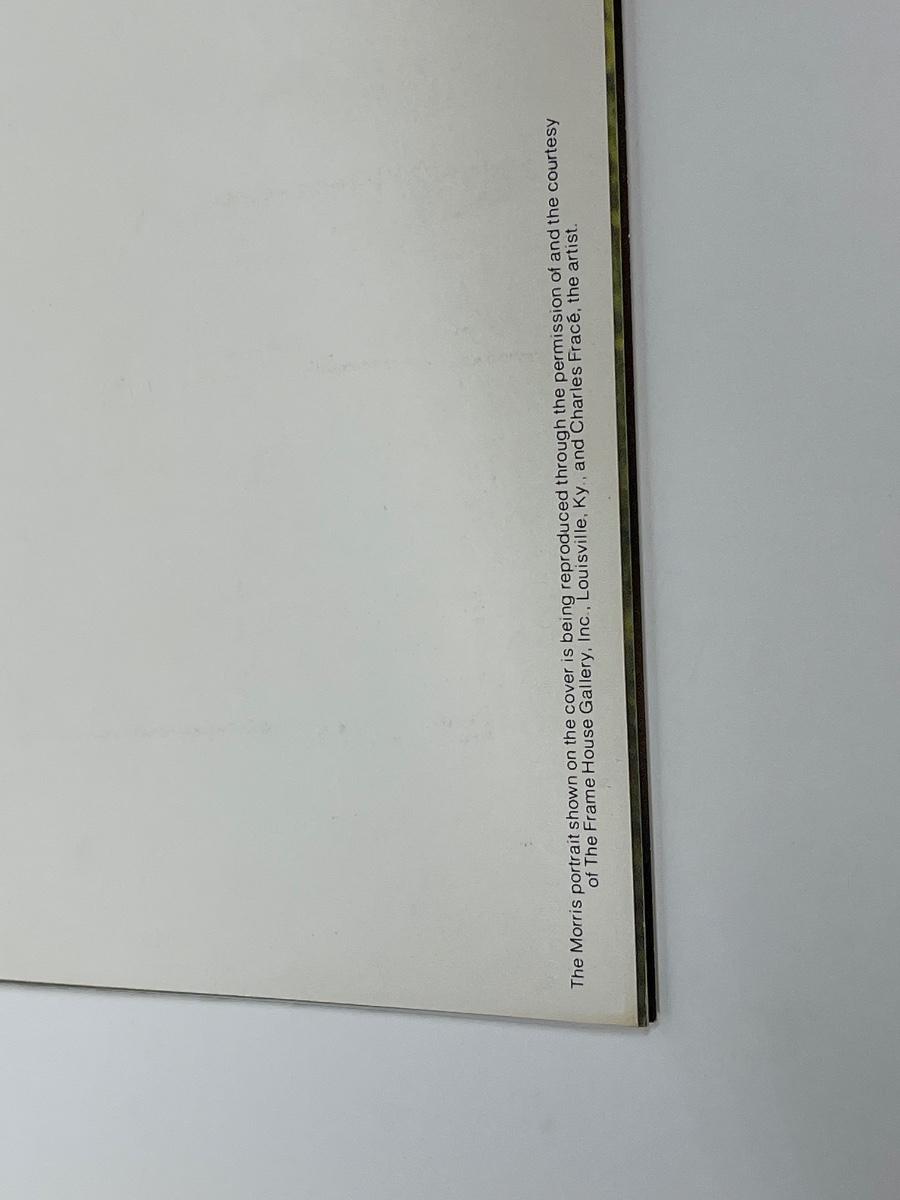 The Morris portrait shown on the cover is being reproduced through the permission of and the courtesy
of The Frame House Gallery, Inc., Louisville, Ky., and Charles Fracé, the artist.